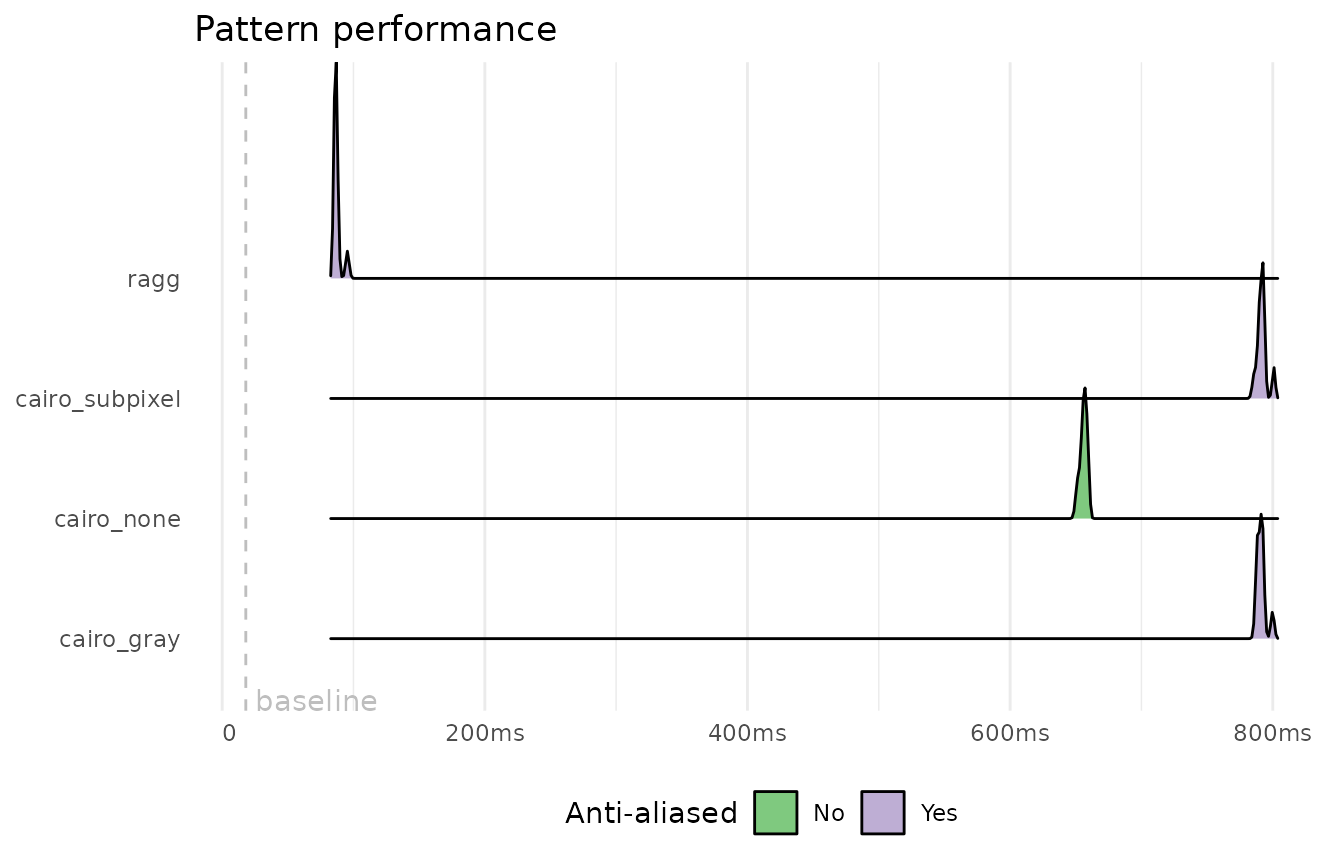 Pattern performance
ragg
cairo_subpixel
cairo_none
cairo_gray
baseline
0 200ms 400ms 600ms 800ms
Anti-aliased No Yes